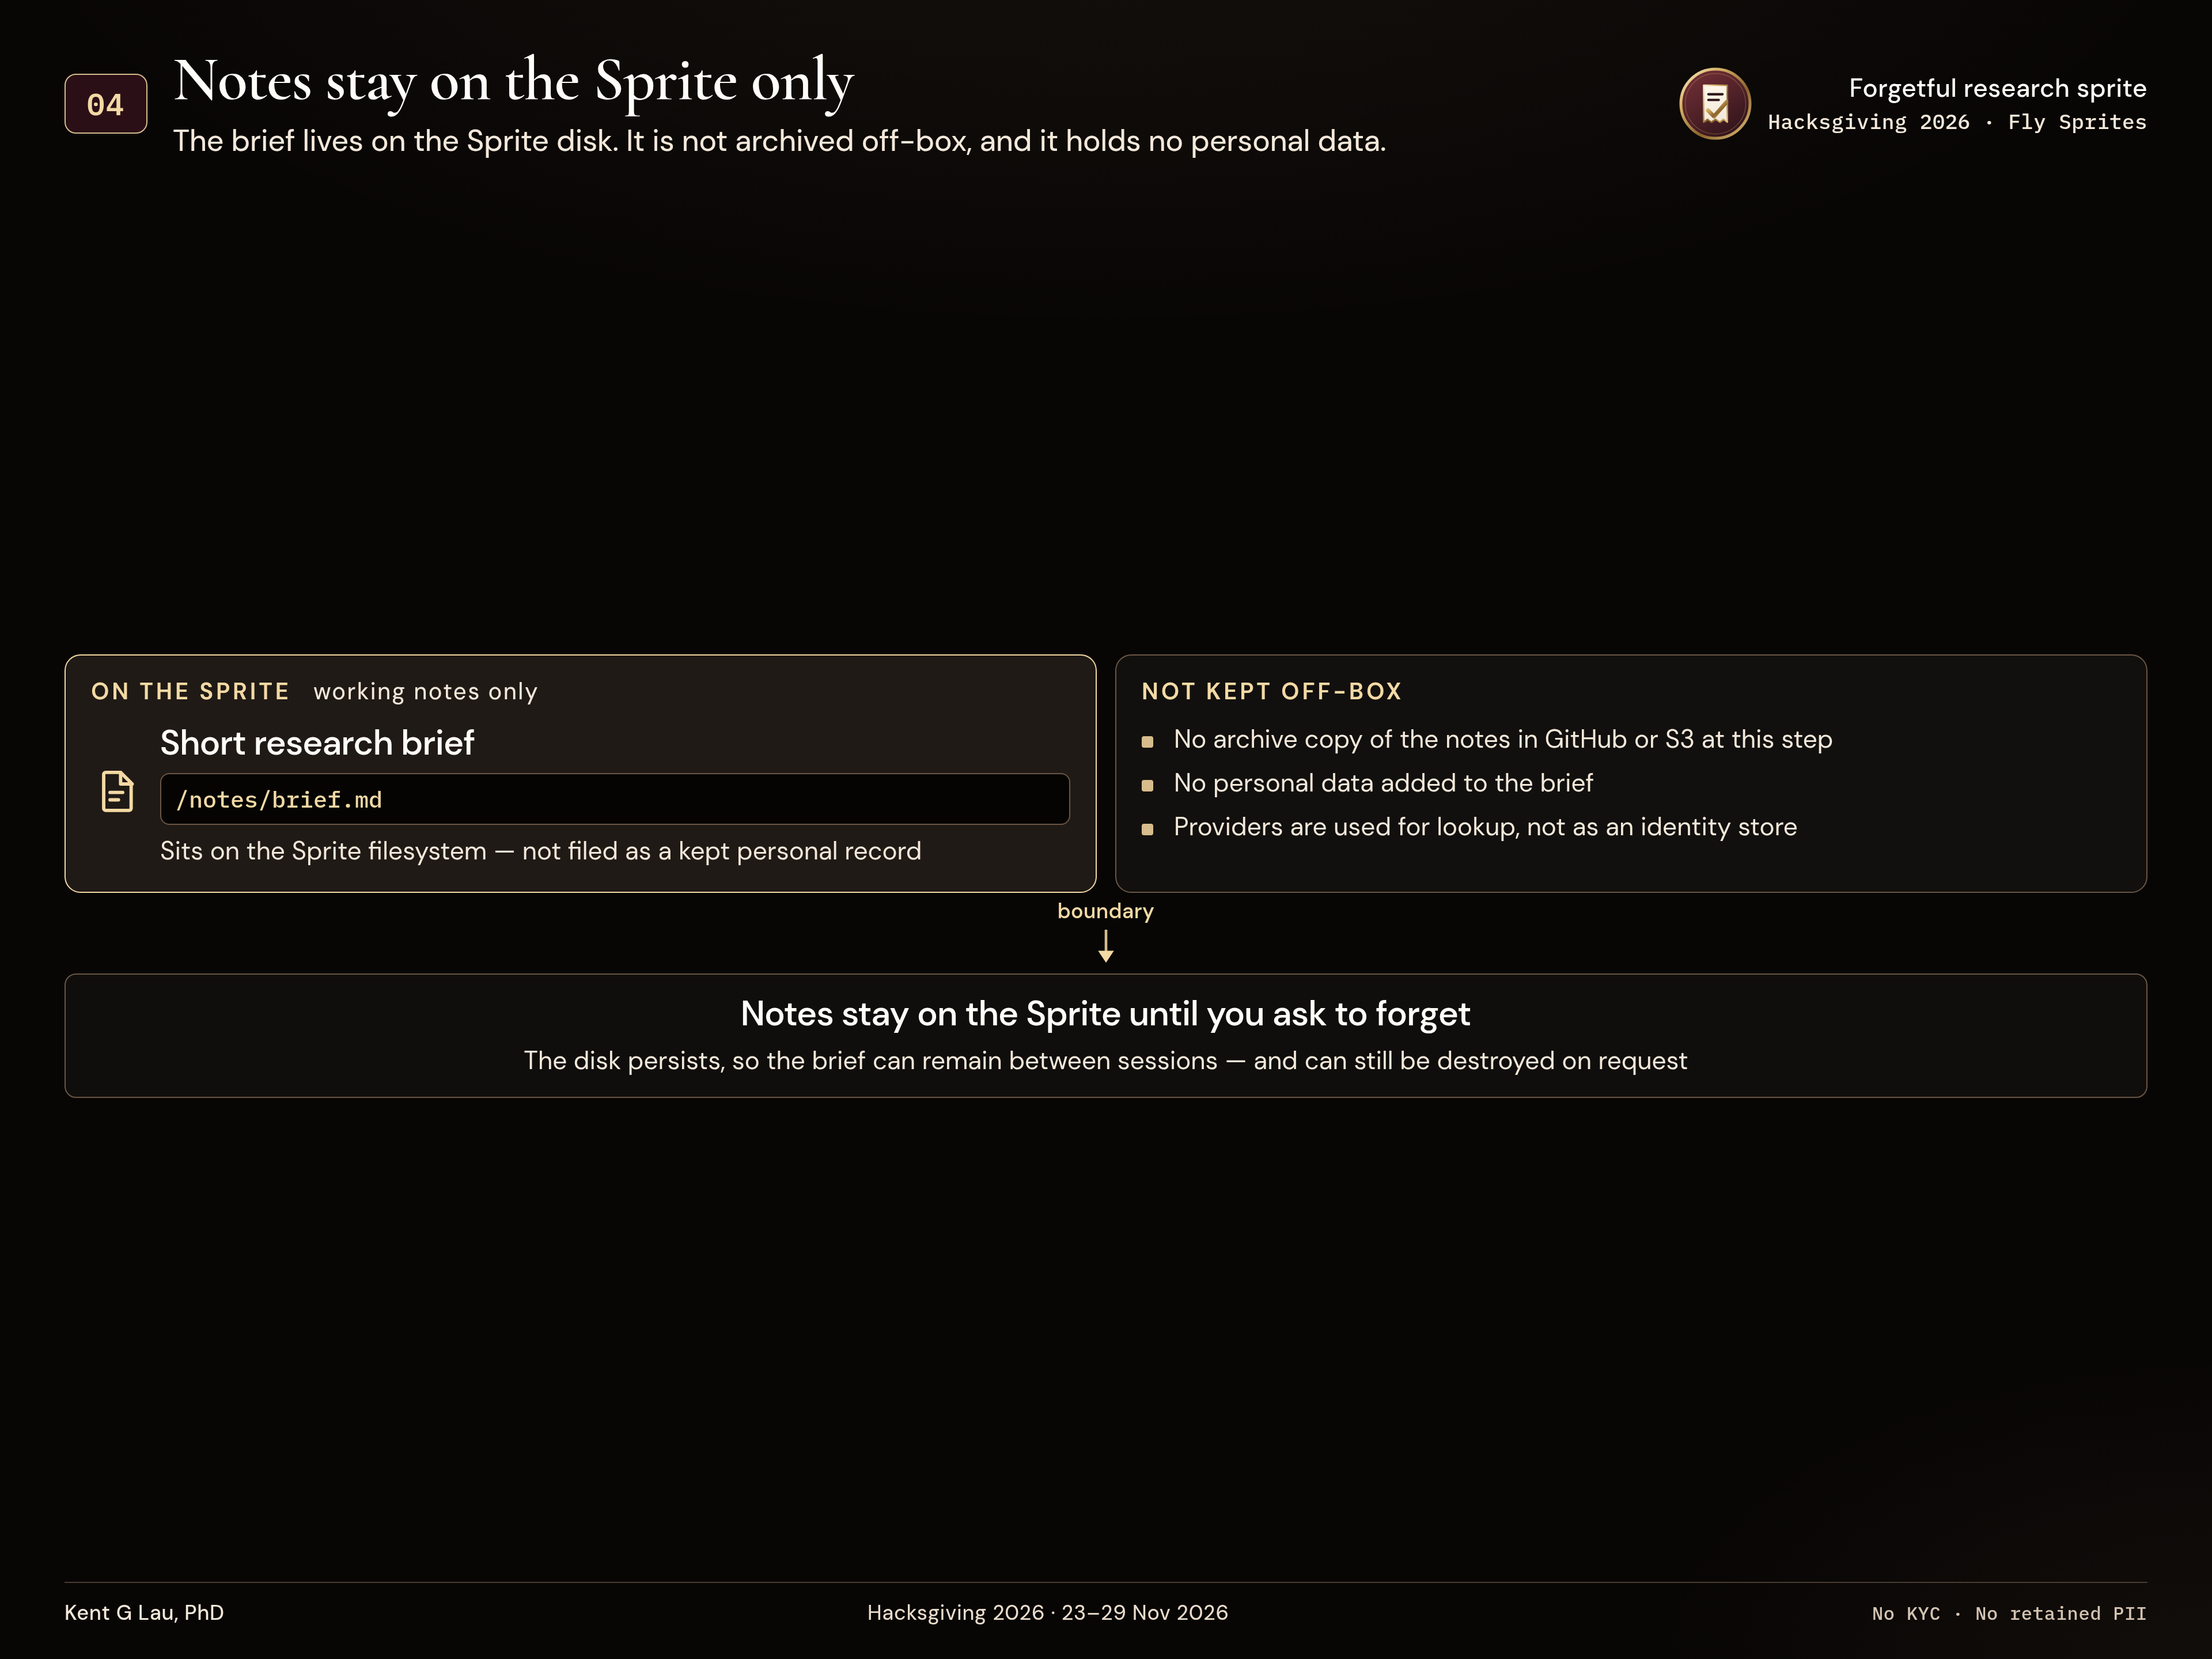 04
Notes stay on the Sprite only
The brief lives on the Sprite disk. It is not archived off-box, and it holds no personal data.
Forgetful research sprite
Hacksgiving 2026 · Fly Sprites
ON THE SPRITE working notes only
Short research brief
/notes/brief.md
Sits on the Sprite filesystem — not filed as a kept personal record
NOT KEPT OFF-BOX
No archive copy of the notes in GitHub or S3 at this step
No personal data added to the brief
Providers are used for lookup, not as an identity store
boundary
Notes stay on the Sprite until you ask to forget
The disk persists, so the brief can remain between sessions — and can still be destroyed on request
Kent G Lau, PhD
Hacksgiving 2026 · 23–29 Nov 2026
No KYC · No retained PII